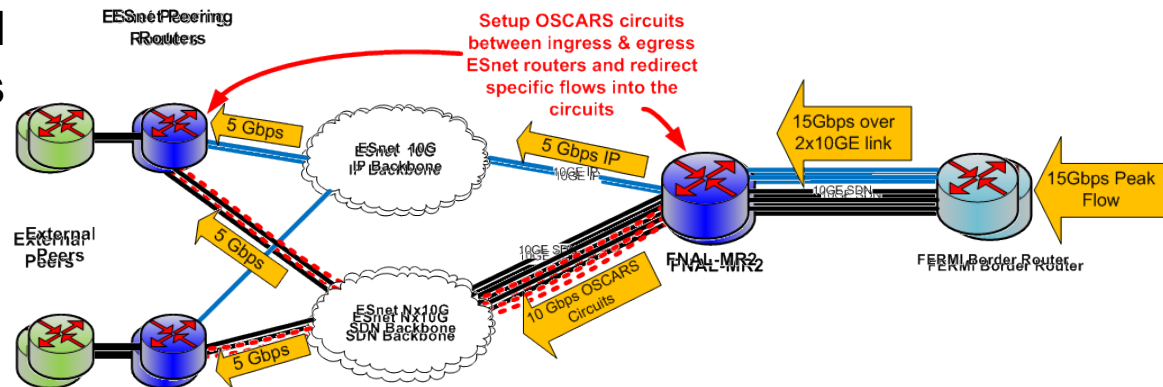 ESnet Peering
Routers
Setup OSCARS circuits
between ingress & egress
ESnet routers and redirect
specific flows into the
circuits
5 Gbps
ESnet 10G
IP Backbone
5 Gbps IP
10GE IP
15Gbps over
2x10GE link
10GE SDN
15Gbps Peak
Flow
External
Peers
5 Gbps
10GE SDN
FNAL-MR2
FERMI Border Router
ESnet Nx10G
SDN Backbone
10 Gbps OSCARS
Circuits
5 Gbps